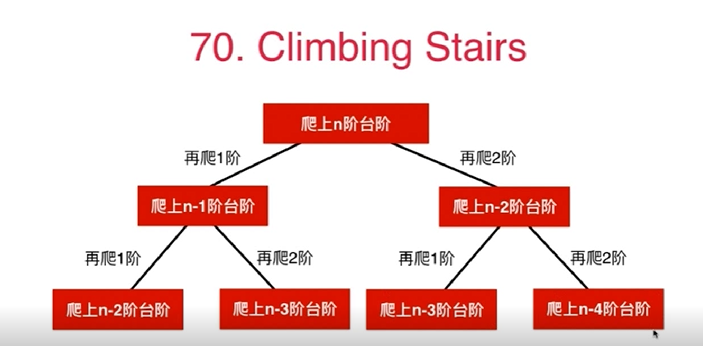 70. Climbing Stairs
爬上n阶台阶
再爬1阶
再爬2阶
爬上n-1阶台阶
爬上n-2阶台阶
再爬1阶
再爬2阶
再爬1阶
再爬2阶
爬上n-2阶台阶
爬上n-3阶台阶
爬上n-3阶台阶
爬上n-4阶台阶